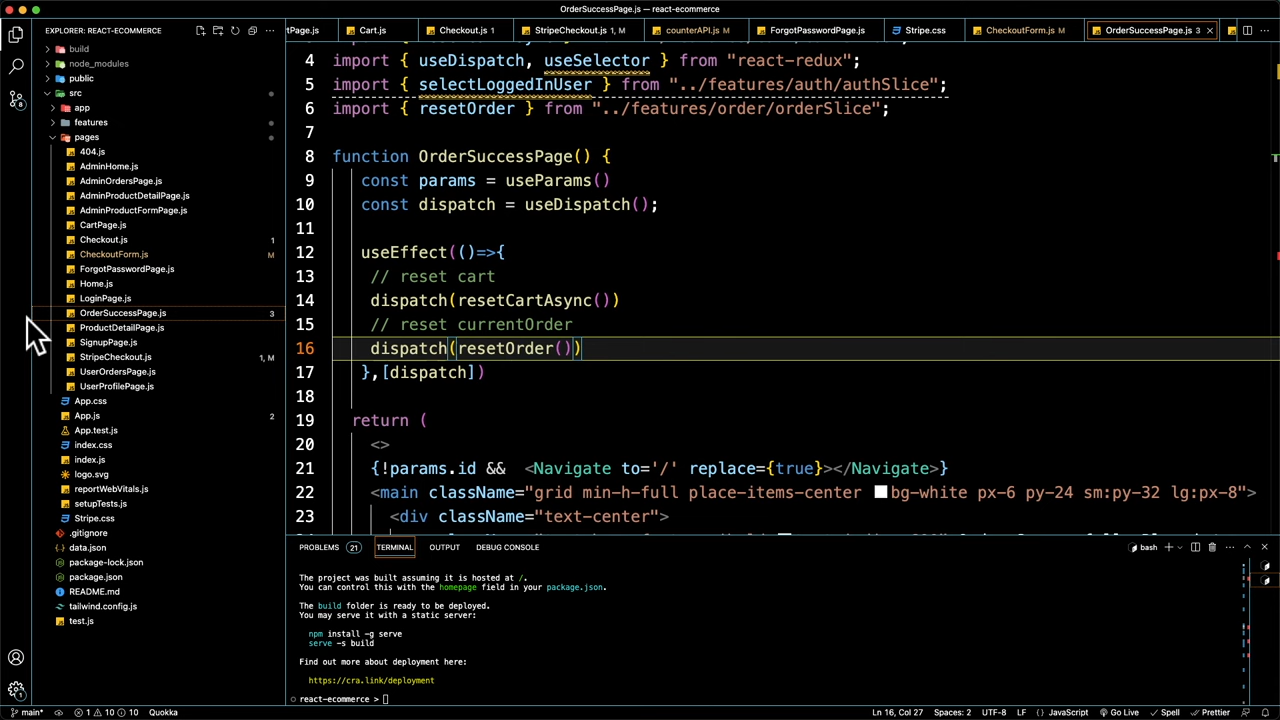 OrderSuccessPage.js — react-ecommerce
EXPLORER: REACT-ECOMMERCE
tPage.js Cart.js Checkout.js 1 StripeCheckout.js 1, M counterAPI.js M ForgotPasswordPage.js Stripe.css CheckoutForm.js M OrderSuccessPage.js 3
build
node_modules
public
src
app
features
pages
404.js
AdminHome.js
AdminOrdersPage.js
AdminProductDetailPage.js
AdminProductFormPage.js
CartPage.js
Checkout.js 1
CheckoutForm.js M
ForgotPasswordPage.js
Home.js
LoginPage.js
OrderSuccessPage.js 3
ProductDetailPage.js
SignupPage.js
StripeCheckout.js 1, M
UserOrdersPage.js
UserProfilePage.js
App.css
App.js 2
App.test.js
index.css
index.js
logo.svg
reportWebVitals.js
setupTests.js
Stripe.css
.gitignore
data.json
package-lock.json
package.json
README.md
tailwind.config.js
test.js
4 import { useDispatch, useSelector } from "react-redux";
5 import { selectLoggedInUser } from "../features/auth/authSlice";
6 import { resetOrder } from "../features/order/orderSlice";
7
8 function OrderSuccessPage() {
9 const params = useParams()
10 const dispatch = useDispatch();
11
12 useEffect(()=>{
13 // reset cart
14 dispatch(resetCartAsync())
15 // reset currentOrder
16 dispatch(resetOrder())
17 },[dispatch])
18
19 return (
20 <>
21 {!params.id && <Navigate to='/' replace={true}></Navigate>}
22 <main className="grid min-h-full place-items-center bg-white px-6 py-24 sm:py-32 lg:px-8">
23 <div className="text-center">
PROBLEMS 21 TERMINAL OUTPUT DEBUG CONSOLE bash
The project was built assuming it is hosted at /.
You can control this with the homepage field in your package.json.
The build folder is ready to be deployed.
You may serve it with a static server:
npm install -g serve
serve -s build
Find out more about deployment here:
https://cra.link/deployment
react-ecommerce >
main* 1 10 10 Quokka Ln 16, Col 27 Spaces: 2 UTF-8 LF { } JavaScript Go Live Spell Prettier